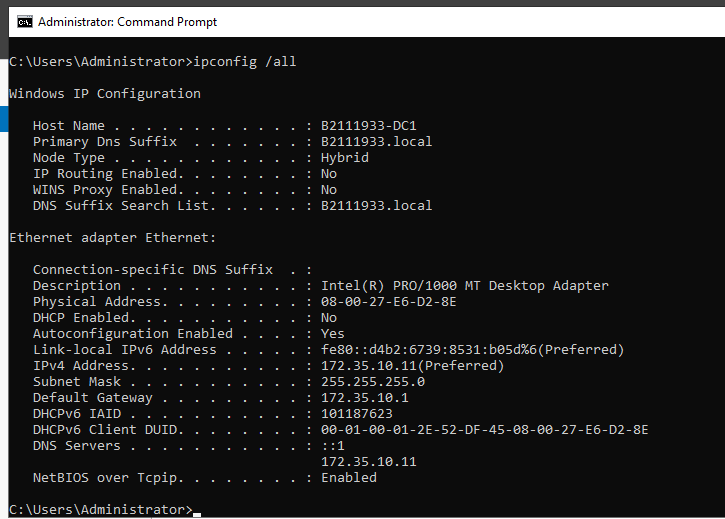 Administrator: Command Prompt
C:\Users\Administrator>ipconfig /all
Windows IP Configuration
Host Name . . . . . . . . . . . . : B2111933-DC1
Primary Dns Suffix  . . . . . . . : B2111933.local
Node Type . . . . . . . . . . . . : Hybrid
IP Routing Enabled. . . . . . . . : No
WINS Proxy Enabled. . . . . . . . : No
DNS Suffix Search List. . . . . . : B2111933.local
Ethernet adapter Ethernet:
Connection-specific DNS Suffix  . :
Description . . . . . . . . . . . : Intel(R) PRO/1000 MT Desktop Adapter
Physical Address. . . . . . . . . : 08-00-27-E6-D2-8E
DHCP Enabled. . . . . . . . . . . : No
Autoconfiguration Enabled . . . . : Yes
Link-local IPv6 Address . . . . . : fe80::d4b2:6739:8531:b05d%6(Preferred)
IPv4 Address. . . . . . . . . . . : 172.35.10.11(Preferred)
Subnet Mask . . . . . . . . . . . : 255.255.255.0
Default Gateway . . . . . . . . . : 172.35.10.1
DHCPv6 IAID . . . . . . . . . . . : 101187623
DHCPv6 Client DUID. . . . . . . . : 00-01-00-01-2E-52-DF-45-08-00-27-E6-D2-8E
DNS Servers . . . . . . . . . . . : ::1
172.35.10.11
NetBIOS over Tcpip. . . . . . . . : Enabled
C:\Users\Administrator>